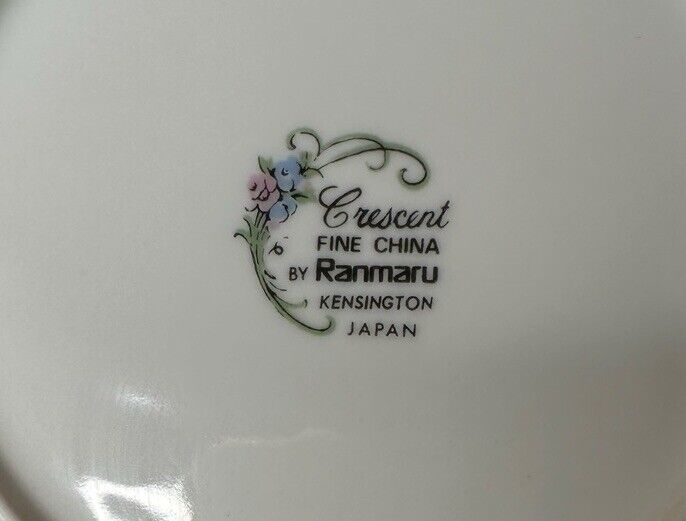 Crescent
FINE CHINA
BY Ranmaru
KENSINGTON
JAPAN